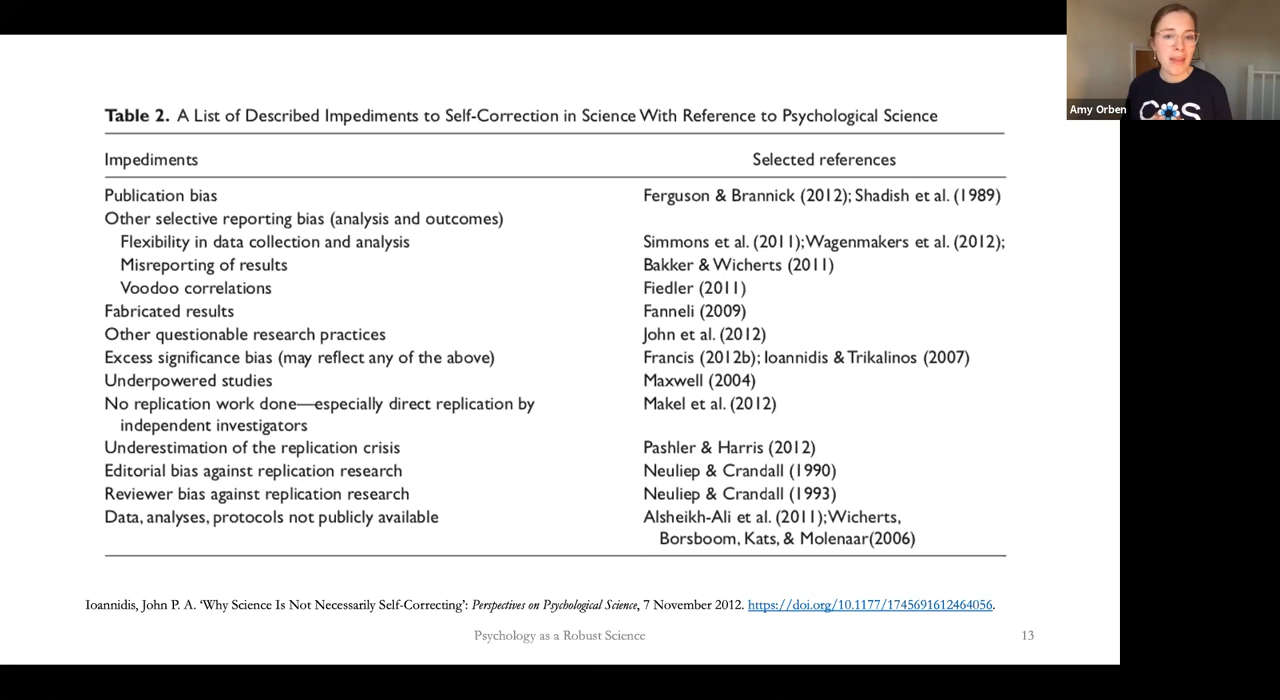 Table 2. A List of Described Impediments to Self-Correction in Science With Reference to Psychological Science
Impediments Selected references
Publication bias Ferguson & Brannick (2012); Shadish et al. (1989)
Other selective reporting bias (analysis and outcomes)
Flexibility in data collection and analysis Simmons et al. (2011);Wagenmakers et al. (2012);
Misreporting of results Bakker & Wicherts (2011)
Voodoo correlations Fiedler (2011)
Fabricated results Fanneli (2009)
Other questionable research practices John et al. (2012)
Excess significance bias (may reflect any of the above) Francis (2012b); Ioannidis & Trikalinos (2007)
Underpowered studies Maxwell (2004)
No replication work done—especially direct replication by Makel et al. (2012)
independent investigators
Underestimation of the replication crisis Pashler & Harris (2012)
Editorial bias against replication research Neuliep & Crandall (1990)
Reviewer bias against replication research Neuliep & Crandall (1993)
Data, analyses, protocols not publicly available Alsheikh-Ali et al. (2011);Wicherts,
Borsboom, Kats, & Molenaar(2006)
Ioannidis, John P. A. ‘Why Science Is Not Necessarily Self-Correcting’: Perspectives on Psychological Science, 7 November 2012. https://doi.org/10.1177/1745691612464056.
Psychology as a Robust Science 13
Amy Orben
COS